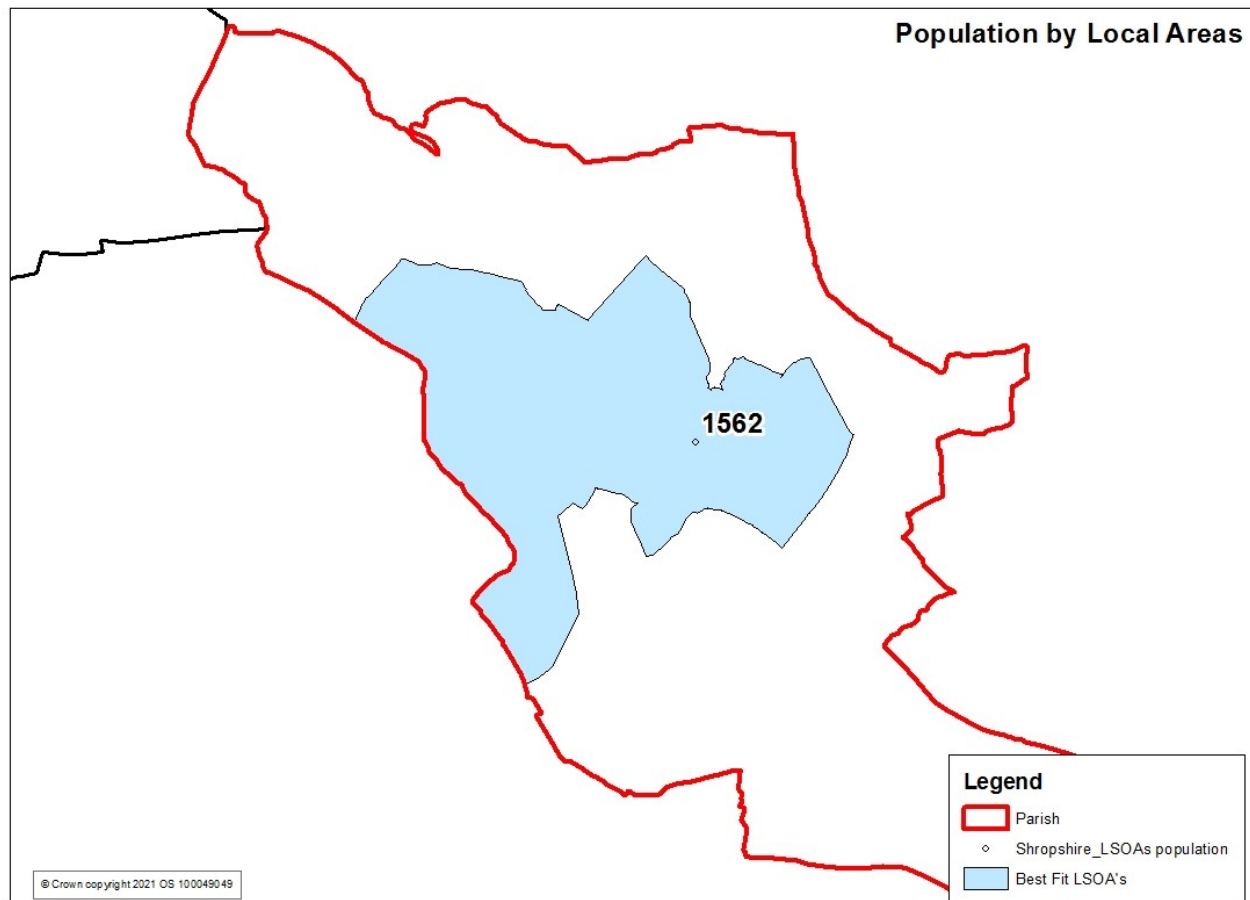 Population by Local Areas
1562
Legend
Parish
Shropshire_LSOAs population
Best Fit LSOA's
© Crown copyright 2021 OS 100049049